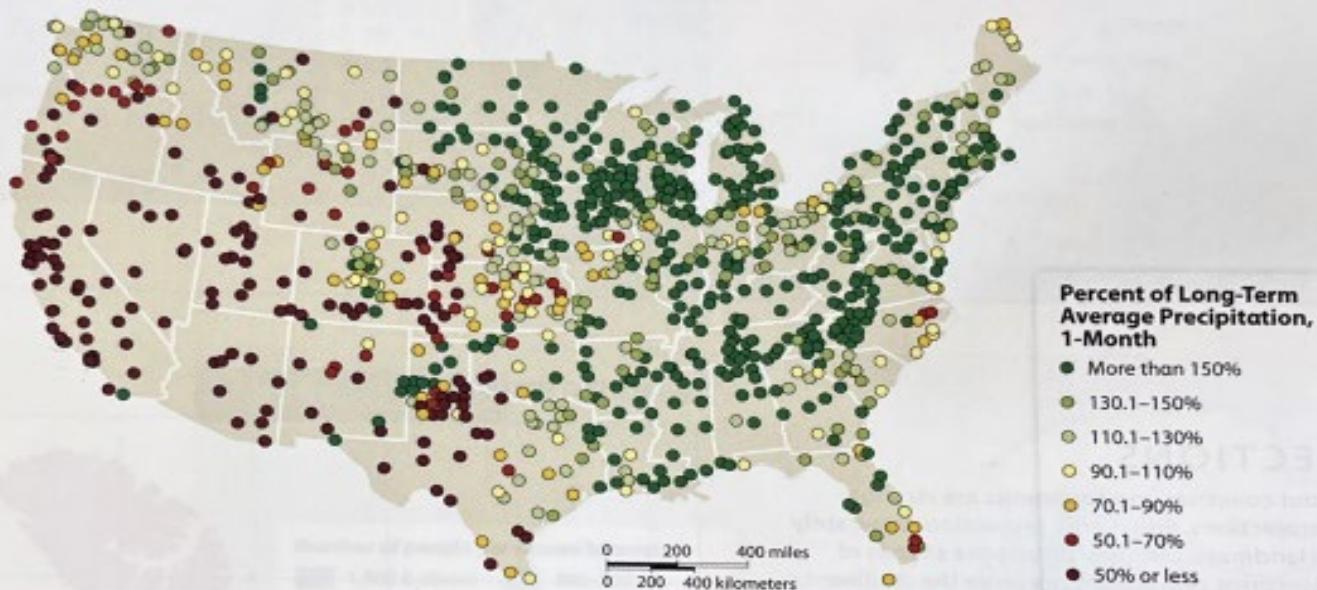 Percent of Long-Term
Average Precipitation,
1-Month
More than 150%
130.1–150%
110.1–130%
90.1–110%
70.1–90%
50.1–70%
50% or less
0 200 400 miles
0 200 400 kilometers